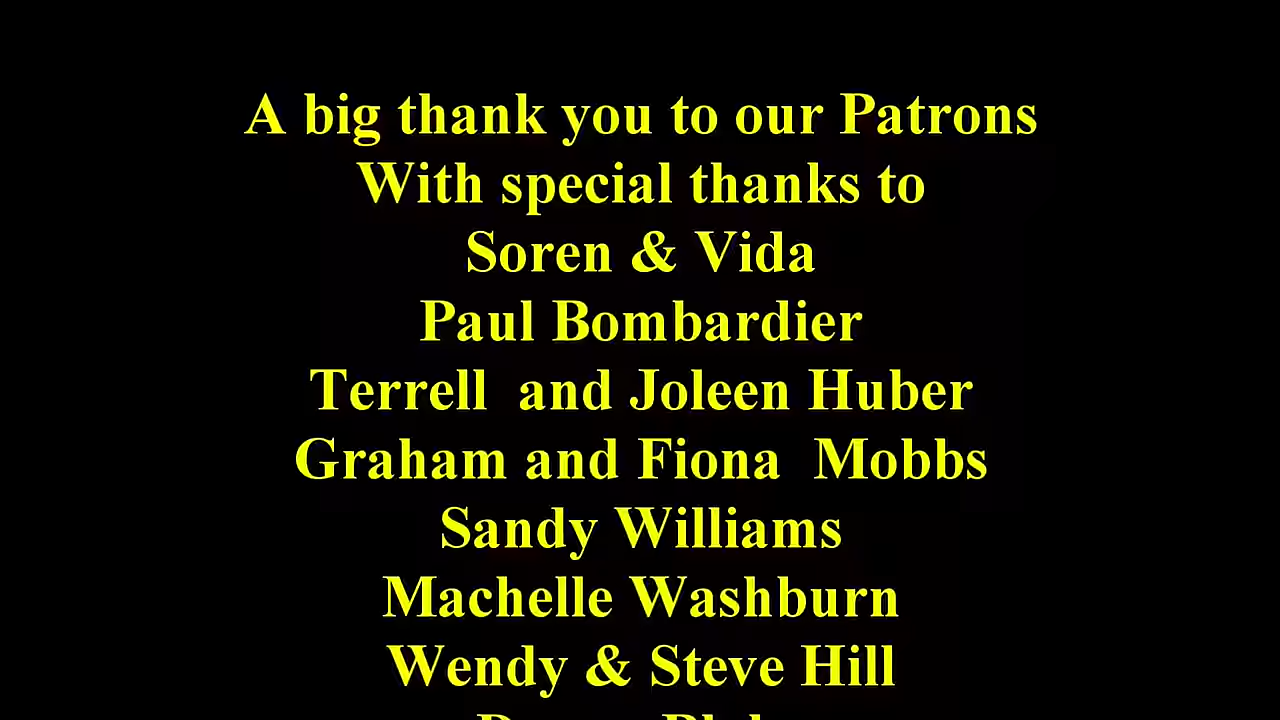 A big thank you to our Patrons
With special thanks to
Soren & Vida
Paul Bombardier
Terrell  and Joleen Huber
Graham and Fiona  Mobbs
Sandy Williams
Machelle Washburn
Wendy & Steve Hill